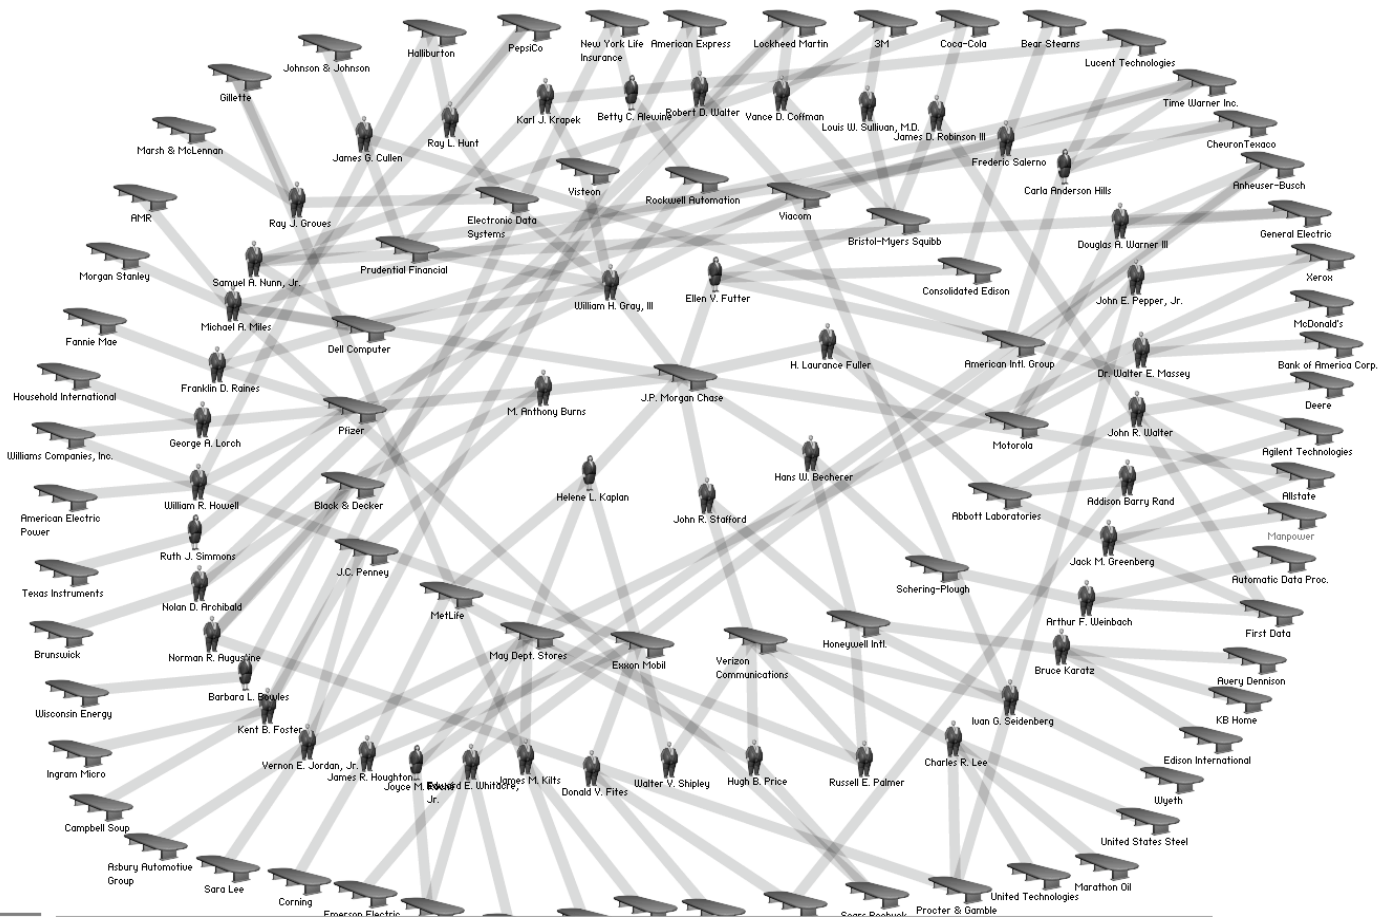 PepsiCo
New York Life
Insurance
American Express
Lockheed Martin
3M
Coca-Cola
Bear Stearns
Halliburton
Johnson & Johnson
Lucent Technologies
Gillette
Time Warner Inc.
Karl J. Krapek
Betty C. Alewine
Robert D. Walter
Vance D. Coffman
Louis W. Sullivan, M.D.
James D. Robinson III
Ray L. Hunt
James G. Cullen
Marsh & McLennan
Frederic Salerno
CheuronTexaco
Carla Anderson Hills
Anheuser-Busch
Visteon
Rockwell Automation
AMR
Ray J. Groves
Electronic Data
Systems
Viacom
Bristol-Myers Squibb
Douglas A. Warner III
General Electric
Morgan Stanley
Samuel A. Nunn, Jr.
Prudential Financial
William H. Gray, III
Ellen V. Futter
Consolidated Edison
John E. Pepper, Jr.
Xerox
Michael A. Miles
Fannie Mae
Dell Computer
McDonald's
H. Laurance Fuller
American Intl. Group
Dr. Walter E. Massey
Bank of America Corp.
Household International
Franklin D. Raines
M. Anthony Burns
J.P. Morgan Chase
Deere
Williams Companies, Inc.
George A. Lorch
Pfizer
Motorola
John R. Walter
Agilent Technologies
American Electric
Power
William R. Howell
Black & Decker
Helene L. Kaplan
Hans W. Becherer
John R. Stafford
Abbott Laboratories
Addison Barry Rand
Allstate
Manpower
Ruth J. Simmons
Texas Instruments
J.C. Penney
Schering-Plough
Jack M. Greenberg
Automatic Data Proc.
Nolan D. Archibald
MetLife
Arthur F. Weinbach
First Data
Brunswick
Norman R. Augustine
May Dept. Stores
Exxon Mobil
Verizon
Communications
Honeywell Intl.
Bruce Karatz
Avery Dennison
Wisconsin Energy
Barbara L. Bowles
Kent B. Foster
Ivan G. Seidenberg
KB Home
Ingram Micro
Vernon E. Jordan, Jr.
James R. Houghton
Joyce M.
Edward E. Whitacre,
Jr.
James M. Kilts
Donald V. Fites
Walter V. Shipley
Hugh B. Price
Russell E. Palmer
Charles R. Lee
Edison International
Wyeth
Campbell Soup
United States Steel
Asbury Automotive
Group
Sara Lee
Corning
Emerson Electric
Sears Roebuck
Procter & Gamble
United Technologies
Marathon Oil